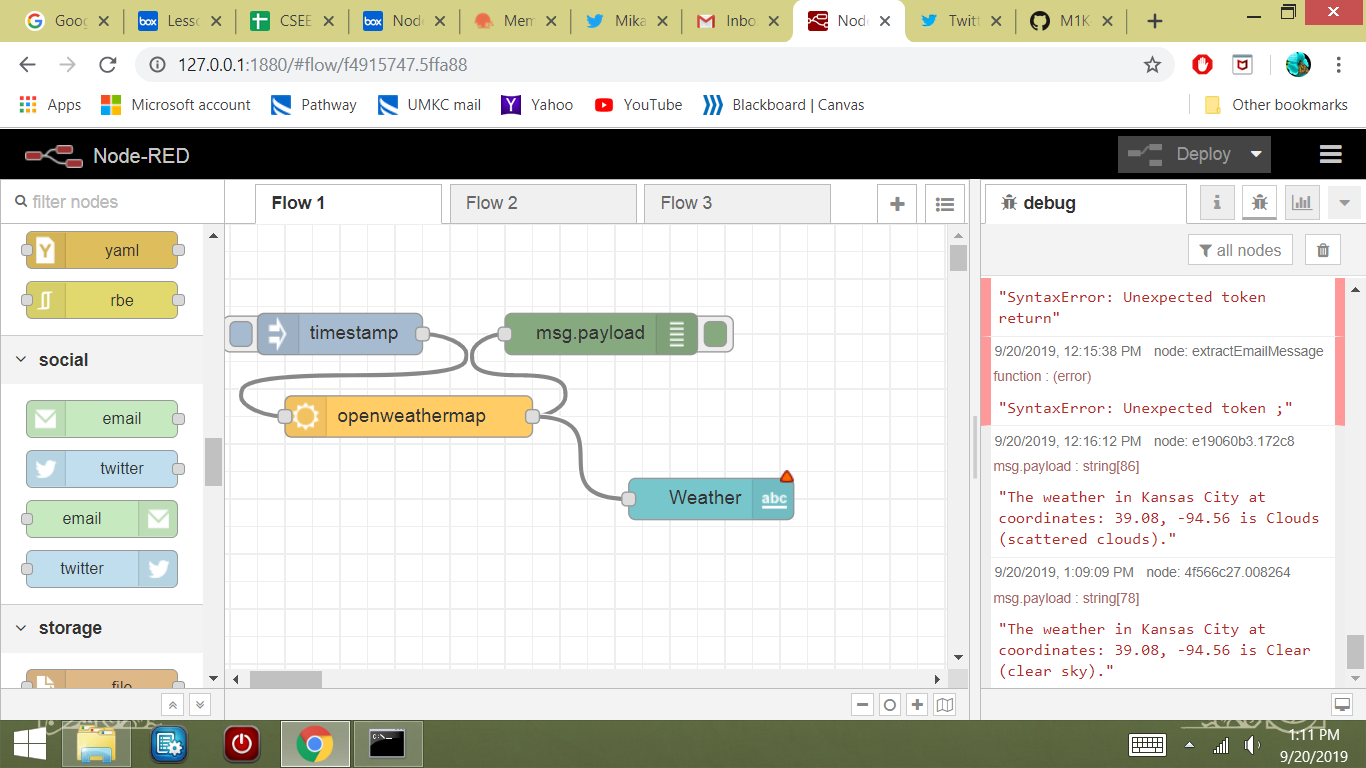 Goog
Lesso
CSEE
Node
Mem
Mika
Inbo
Node
Twitt
M1K
127.0.0.1:1880/#flow/f4915747.5ffa88
Apps
Microsoft account
Pathway
UMKC mail
Yahoo
YouTube
Blackboard | Canvas
Other bookmarks
Node-RED
Deploy
filter nodes
Flow 1
Flow 2
Flow 3
debug
all nodes
yaml
rbe
social
email
twitter
email
twitter
storage
file
timestamp
msg.payload
openweathermap
Weather
abc
"SyntaxError: Unexpected token
return"
9/20/2019, 12:15:38 PM node: extractEmailMessage
function : (error)
"SyntaxError: Unexpected token ;"
9/20/2019, 12:16:12 PM node: e19060b3.172c8
msg.payload : string[86]
"The weather in Kansas City at
coordinates: 39.08, -94.56 is Clouds
(scattered clouds)."
9/20/2019, 1:09:09 PM node: 4f566c27.008264
msg.payload : string[78]
"The weather in Kansas City at
coordinates: 39.08, -94.56 is Clear
(clear sky)."
1:11 PM
9/20/2019